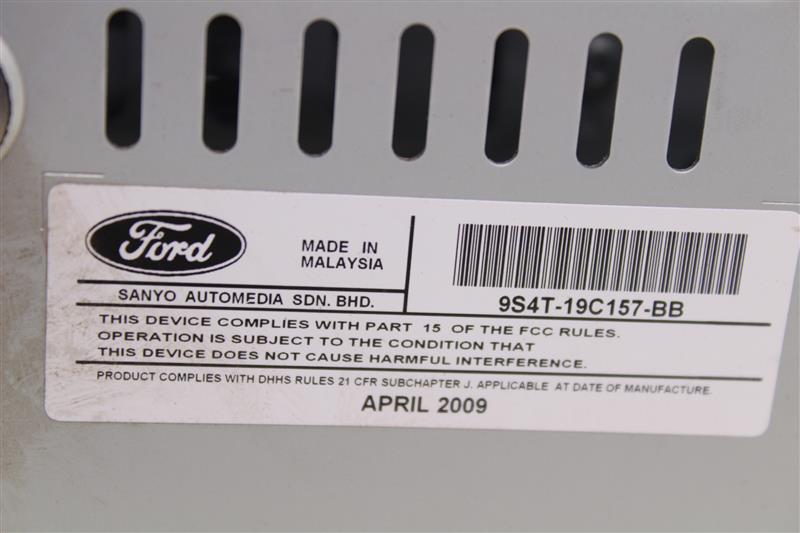 Ford
MADE IN
MALAYSIA
SANYO AUTOMEDIA SDN. BHD.
9S4T-19C157-BB
THIS DEVICE COMPLIES WITH PART 15 OF THE FCC RULES.
OPERATION IS SUBJECT TO THE CONDITION THAT
THIS DEVICE DOES NOT CAUSE HARMFUL INTERFERENCE.
PRODUCT COMPLIES WITH DHHS RULES 21 CFR SUBCHAPTER J. APPLICABLE AT DATE OF MANUFACTURE.
APRIL 2009